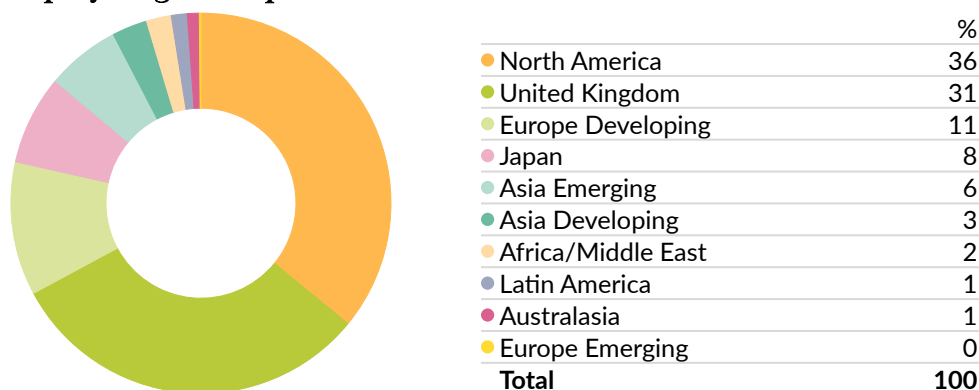 %
North America 36
United Kingdom 31
Europe Developing 11
Japan 8
Asia Emerging 6
Asia Developing 3
Africa/Middle East 2
Latin America 1
Australasia 1
Europe Emerging 0
Total 100